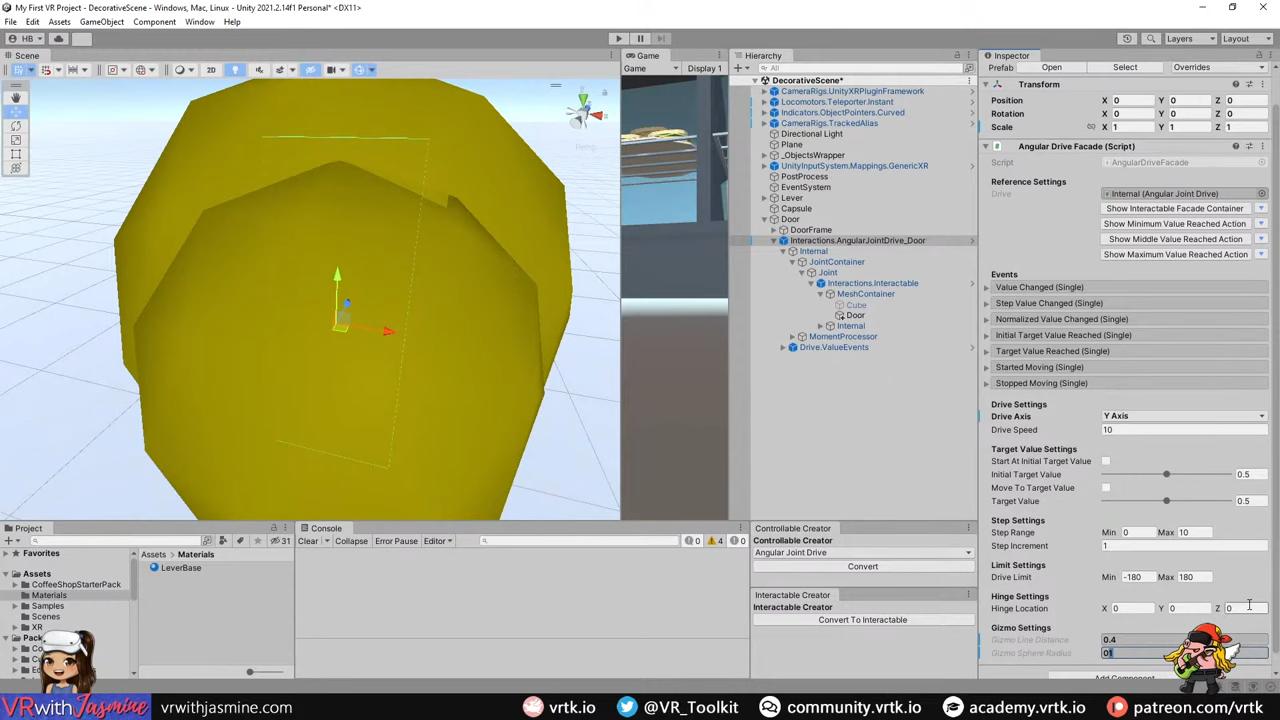 My First VR Project - DecorativeScene - Windows, Mac, Linux - Unity 2021.2.14f1 Personal* <DX11>
File Edit Assets GameObject Component Window Help
HB
Layers Layout
Scene
2D
Persp
Game
Game Display 1
Hierarchy
All
DecorativeScene*
CameraRigs.UnityXRPluginFramework
Locomotors.Teleporter.Instant
Indicators.ObjectPointers.Curved
CameraRigs.TrackedAlias
Directional Light
Plane
_ObjectsWrapper
UnityInputSystem.Mappings.GenericXR
PostProcess
EventSystem
Lever
Capsule
Door
DoorFrame
Interactions.AngularJointDrive_Door
Internal
JointContainer
Joint
Interactions.Interactable
MeshContainer
Cube
Door
Internal
MomentProcessor
Drive.ValueEvents
Inspector
Prefab Open Select Overrides
Transform
Position X 0 Y 0 Z 0
Rotation X 0 Y 0 Z 0
Scale X 1 Y 1 Z 1
Angular Drive Facade (Script)
Script AngularDriveFacade
Reference Settings
Drive Internal (Angular Joint Drive)
Show Interactable Facade Container
Show Minimum Value Reached Action
Show Middle Value Reached Action
Show Maximum Value Reached Action
Events
Value Changed (Single)
Step Value Changed (Single)
Normalized Value Changed (Single)
Initial Target Value Reached (Single)
Target Value Reached (Single)
Started Moving (Single)
Stopped Moving (Single)
Drive Settings
Drive Axis Y Axis
Drive Speed 10
Target Value Settings
Start At Initial Target Value
Initial Target Value 0.5
Move To Target Value
Target Value 0.5
Step Settings
Step Range Min 0 Max 10
Step Increment 1
Limit Settings
Drive Limit Min -180 Max 180
Hinge Settings
Hinge Location X 0 Y 0 Z 0
Gizmo Settings
Gizmo Line Distance 0.4
Gizmo Sphere Radius
Add Component
Project
31
Favorites
Assets
CoffeeShopStarterPack
Materials
Samples
Scenes
XR
Assets > Materials
LeverBase
Console
Clear Collapse Error Pause Editor 0 4 0
Controllable Creator
Controllable Creator
Angular Joint Drive
Convert
Interactable Creator
Interactable Creator
Convert To Interactable
VRwithJasmine vrwithjasmine.com vrtk.io @VR_Toolkit community.vrtk.io academy.vrtk.io patreon.com/vrtk